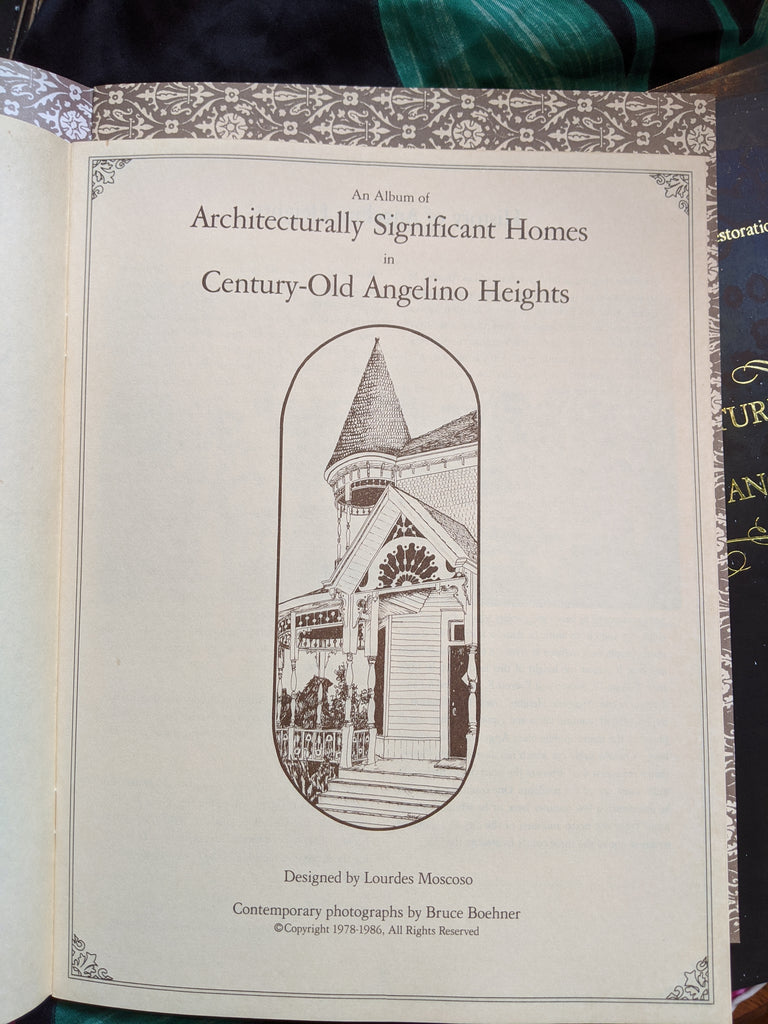 An Album of
Architecturally Significant Homes
in
Century-Old Angelino Heights
Designed by Lourdes Moscoso
Contemporary photographs by Bruce Boehner
©Copyright 1978-1986, All Rights Reserved